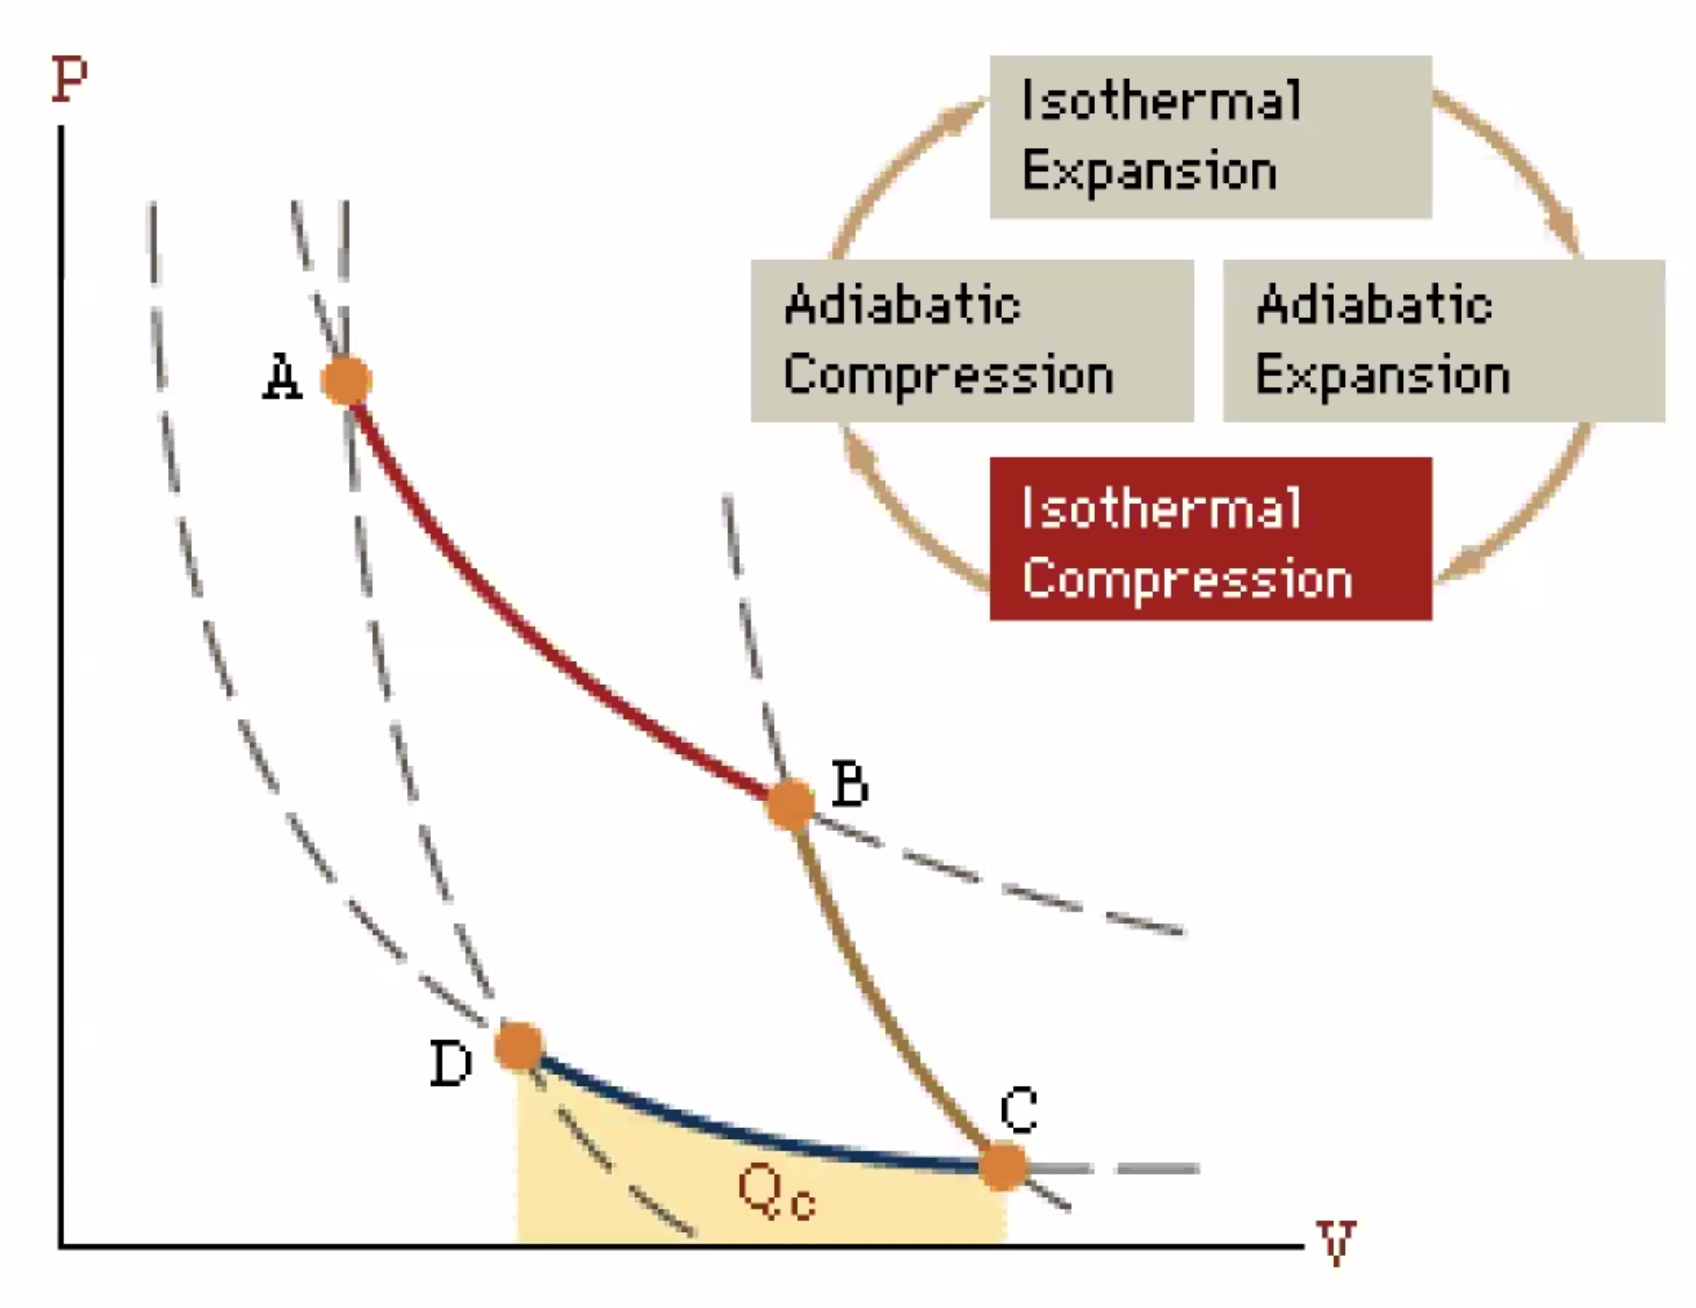 P
Isothermal
Expansion
Adiabatic
Compression
Adiabatic
Expansion
A
Isothermal
Compression
B
D
C
Qc
V